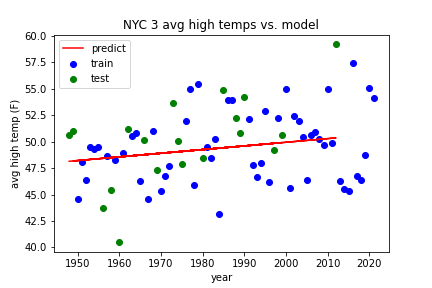 NYC 3 avg high temps vs. model
predict
train
test
60.0
57.5
55.0
52.5
50.0
47.5
45.0
42.5
40.0
avg high temp (F)
1950 1960 1970 1980 1990 2000 2010 2020
year